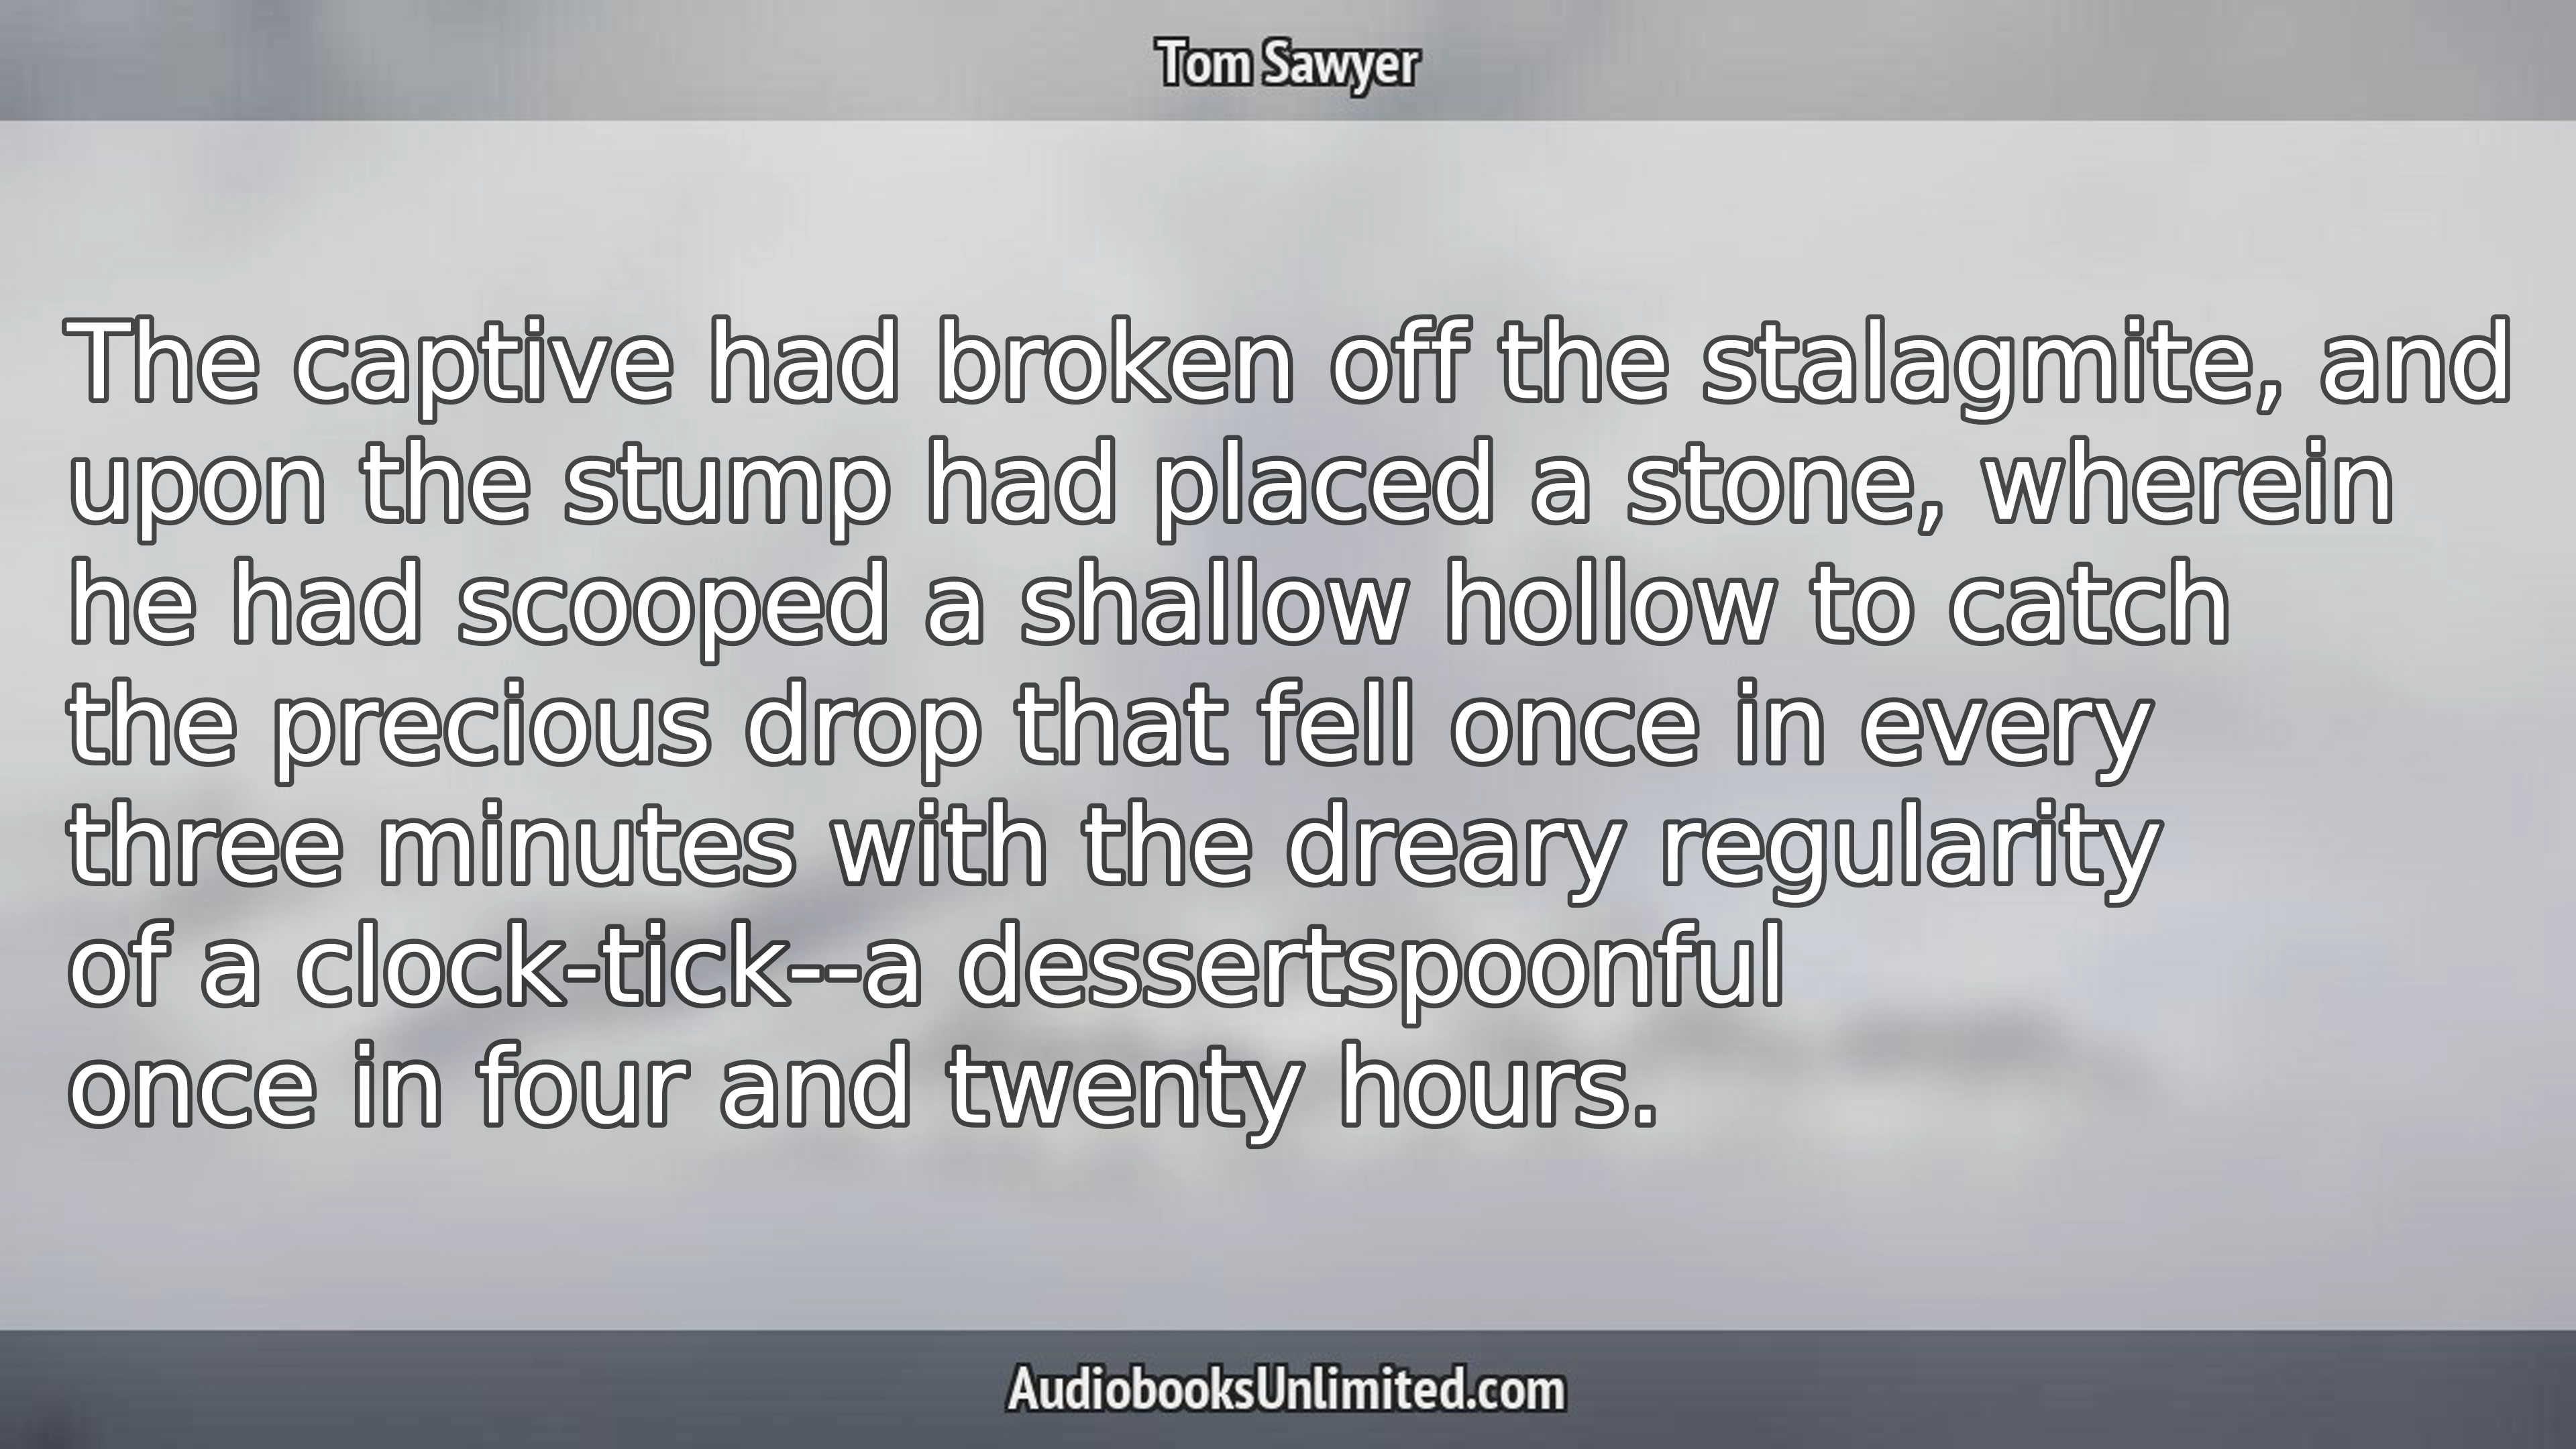 Tom Sawyer
The captive had broken off the stalagmite, and
upon the stump had placed a stone, wherein
he had scooped a shallow hollow to catch
the precious drop that fell once in every
three minutes with the dreary regularity
of a clock-tick--a dessertspoonful
once in four and twenty hours.
AudiobooksUnlimited.com